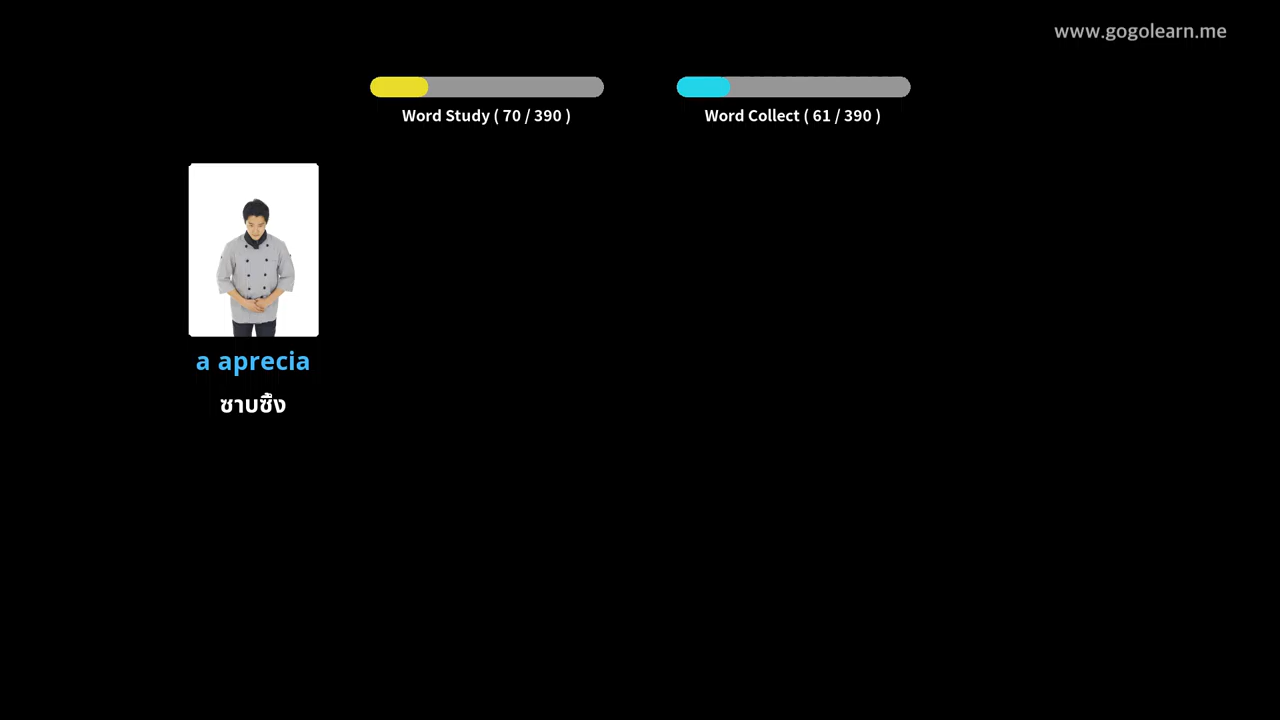 www.gogolearn.me
Word Study ( 70 / 390 )
Word Collect ( 61 / 390 )
a aprecia
ซาบซึ้ง